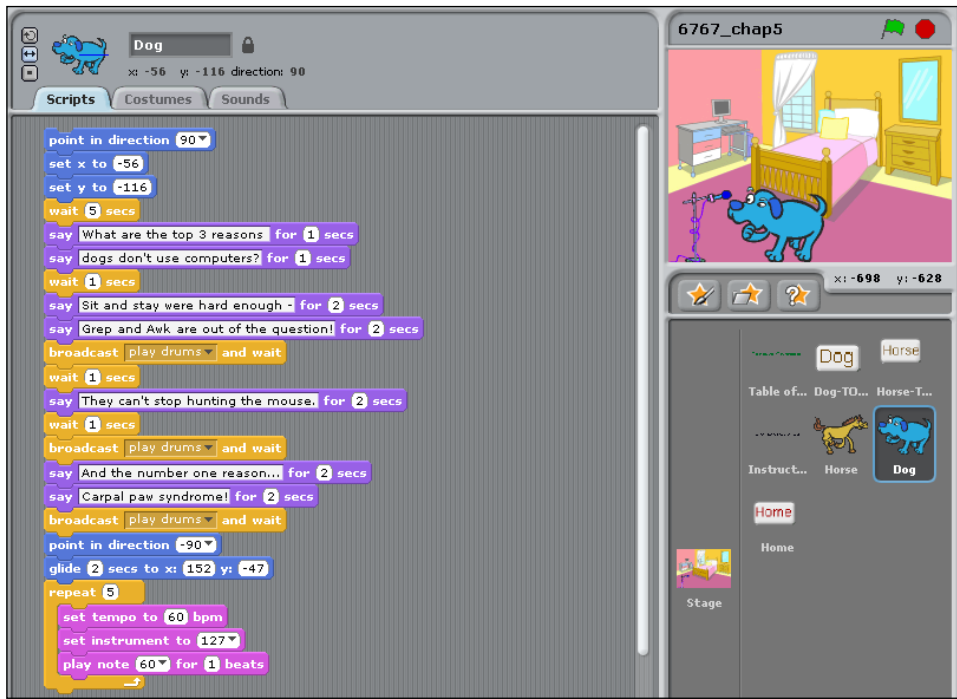 Dog
x: -56 y: -116 direction: 90
Scripts Costumes Sounds
point in direction 90
set x to -56
set y to -116
wait 5 secs
say What are the top 3 reasons for 1 secs
say dogs don't use computers? for 1 secs
wait 1 secs
say Sit and stay were hard enough - for 2 secs
say Grep and Awk are out of the question! for 2 secs
broadcast play drums and wait
wait 1 secs
say They can't stop hunting the mouse. for 2 secs
wait 1 secs
broadcast play drums and wait
say And the number one reason... for 2 secs
say Carpal paw syndrome! for 2 secs
broadcast play drums and wait
point in direction -90
glide 2 secs to x: 152 y: -47
repeat 5
set tempo to 60 bpm
set instrument to 127
play note 60 for 1 beats
6767_chap5
x: -698 y: -628
Dog Horse
Table of... Dog-TO... Horse-T...
Instruct... Horse Dog
Home
Home
Stage